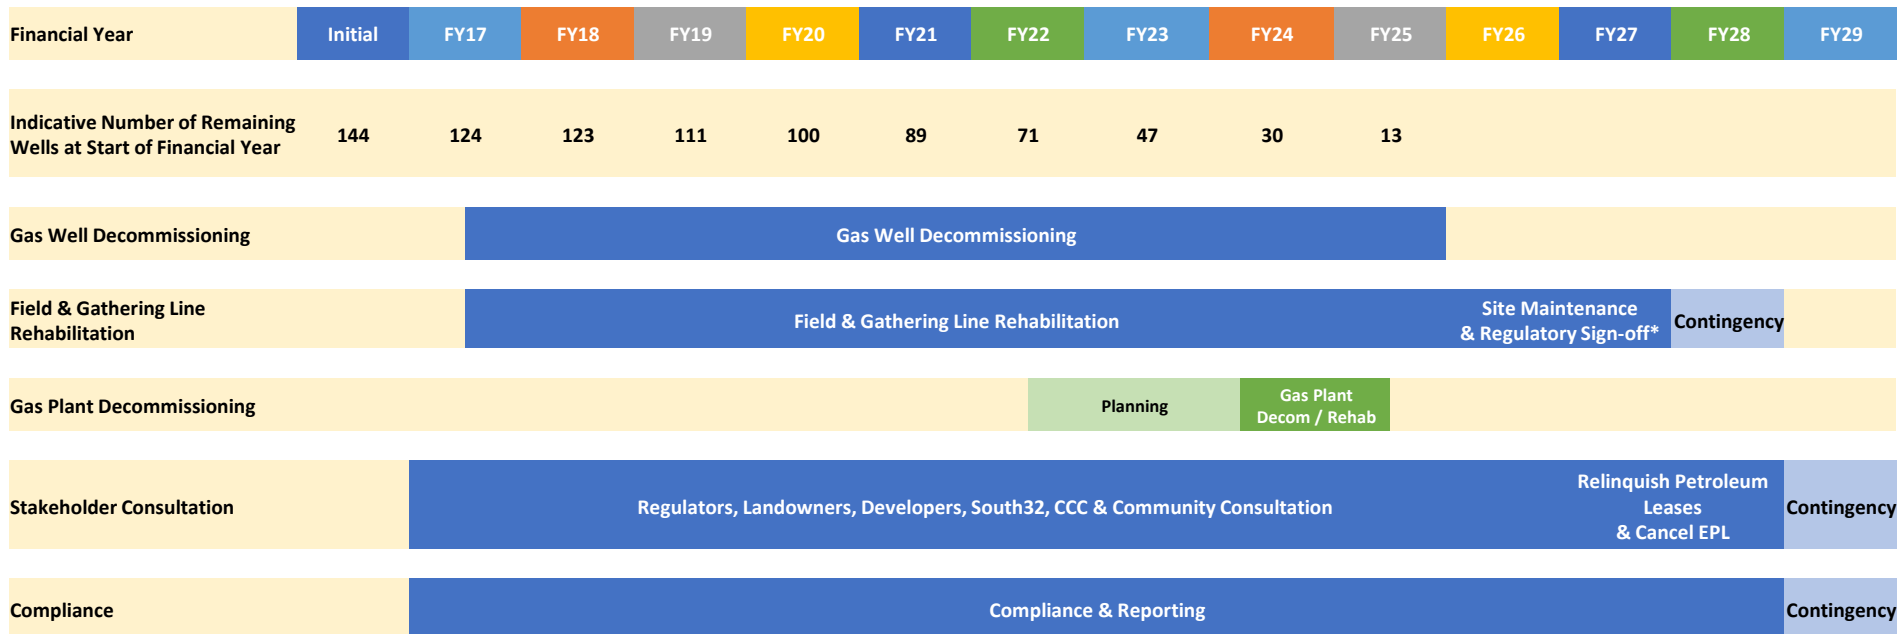 Financial Year Initial FY17 FY18 FY19 FY20 FY21 FY22 FY23 FY24 FY25 FY26 FY27 FY28 FY29
Indicative Number of Remaining
Wells at Start of Financial Year 144 124 123 111 100 89 71 47 30 13
Gas Well Decommissioning Gas Well Decommissioning
Field & Gathering Line
Rehabilitation
Field & Gathering Line Rehabilitation
Site Maintenance
& Regulatory Sign-off*
Contingency
Gas Plant Decommissioning
Planning
Gas Plant
Decom / Rehab
Stakeholder Consultation
Regulators, Landowners, Developers, South32, CCC & Community Consultation
Relinquish Petroleum
Leases
& Cancel EPL
Contingency
Compliance
Compliance & Reporting
Contingency